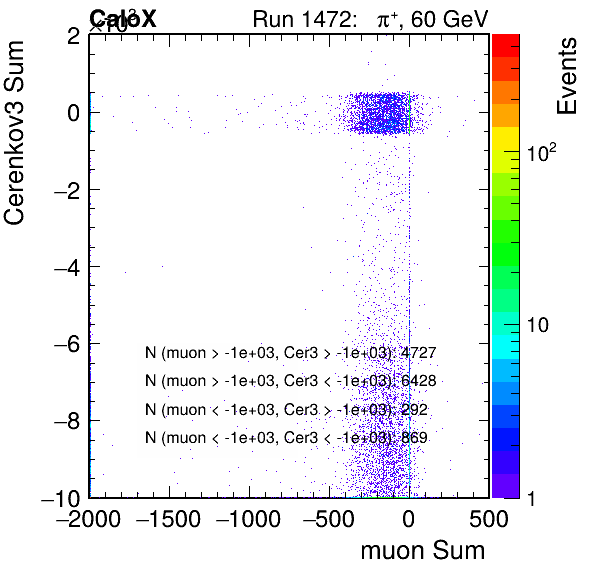 CaloX
×10³
Run 1472: π⁺, 60 GeV
Cerenkov3 Sum
2
0
−2
−4
−6
−8
−10
N (muon > -1e+03, Cer3 > -1e+03): 4727
N (muon > -1e+03, Cer3 < -1e+03): 6428
N (muon < -1e+03, Cer3 > -1e+03): 292
N (muon < -1e+03, Cer3 < -1e+03): 869
−2000 −1500 −1000 −500 0 500
muon Sum
Events
10²
10
1